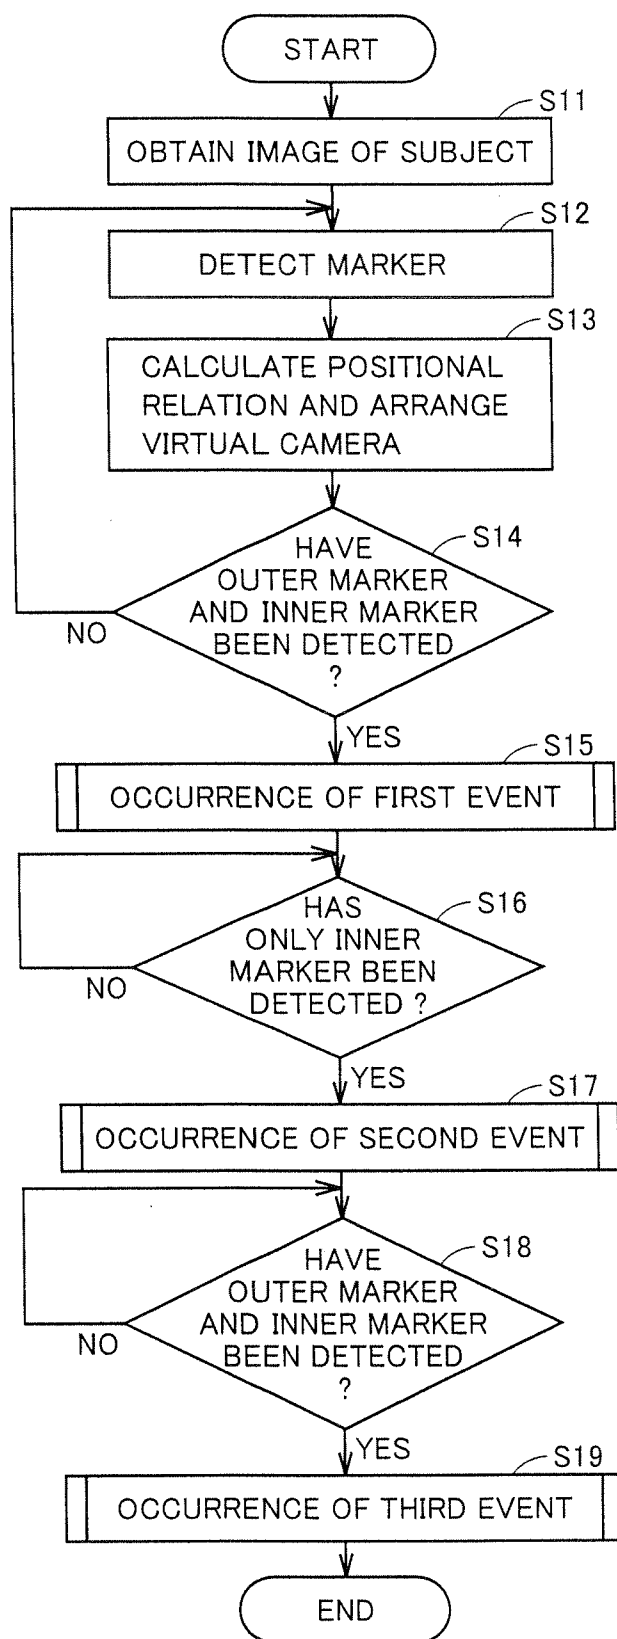 START
S11
OBTAIN IMAGE OF SUBJECT
S12
DETECT MARKER
S13
CALCULATE POSITIONAL
RELATION AND ARRANGE
VIRTUAL CAMERA
S14
HAVE
OUTER MARKER
AND INNER MARKER
BEEN DETECTED
?
NO
YES
S15
OCCURRENCE OF FIRST EVENT
S16
HAS
ONLY INNER
MARKER BEEN
DETECTED ?
NO
YES
S17
OCCURRENCE OF SECOND EVENT
S18
HAVE
OUTER MARKER
AND INNER MARKER
BEEN DETECTED
?
NO
YES
S19
OCCURRENCE OF THIRD EVENT
END